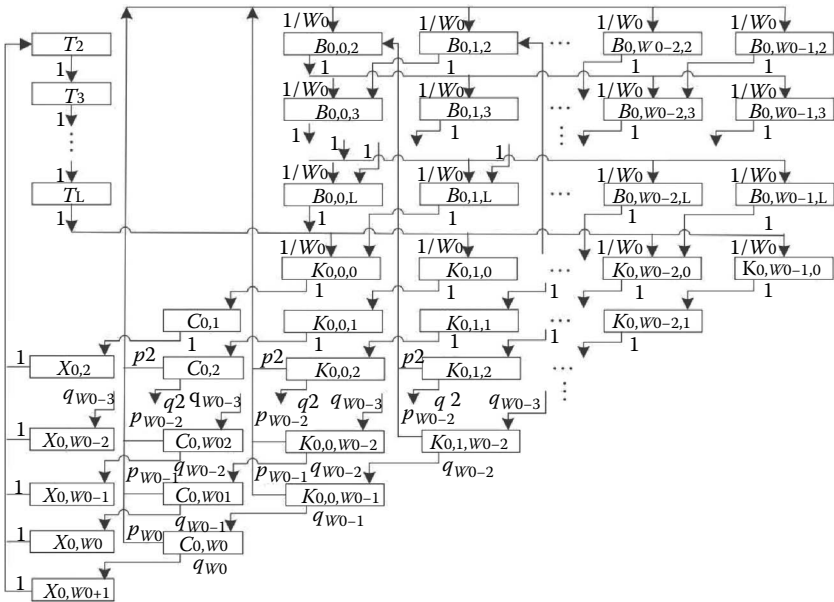 1/W0 1/W0 1/W0 1/W0
T2 B0,0,2 B0,1,2 ... B0,W0−2,2 B0,W0−1,2
1 1 1 1 1
T3 1/W0 1/W0 1/W0 1/W0
B0,0,3 B0,1,3 ... B0,W0−2,3 B0,W0−1,3
1 1 1 1 1
⋮ 1 1 1 ⋮
1 1/W0 1/W0 1/W0 1/W0
TL B0,0,L B0,1,L ... B0,W0−2,L B0,W0−1,L
1 1 1 1 1
1/W0 1/W0 1/W0 1/W0
K0,0,0 K0,1,0 ... K0,W0−2,0 K0,W0−1,0
1 1 1 1 1
C0,1 K0,0,1 K0,1,1 ... K0,W0−2,1
1 1 1 1 1
1 X0,2 p2 C0,2 p2 K0,0,2 p2 K0,1,2 ⋮
qW0−3 q2 qW0−3 q2 qW0−3 q2 qW0−3
pW0−2 pW0−2 pW0−2
1 X0,W0−2 C0,W02 K0,0,W0−2 K0,1,W0−2
pW0−1 qW0−2 pW0−1 qW0−2 qW0−2
1 X0,W0−1 C0,W01 K0,0,W0−1
qW0−1 qW0−1
1 X0,W0 pW0 C0,W0
qW0
1 X0,W0+1